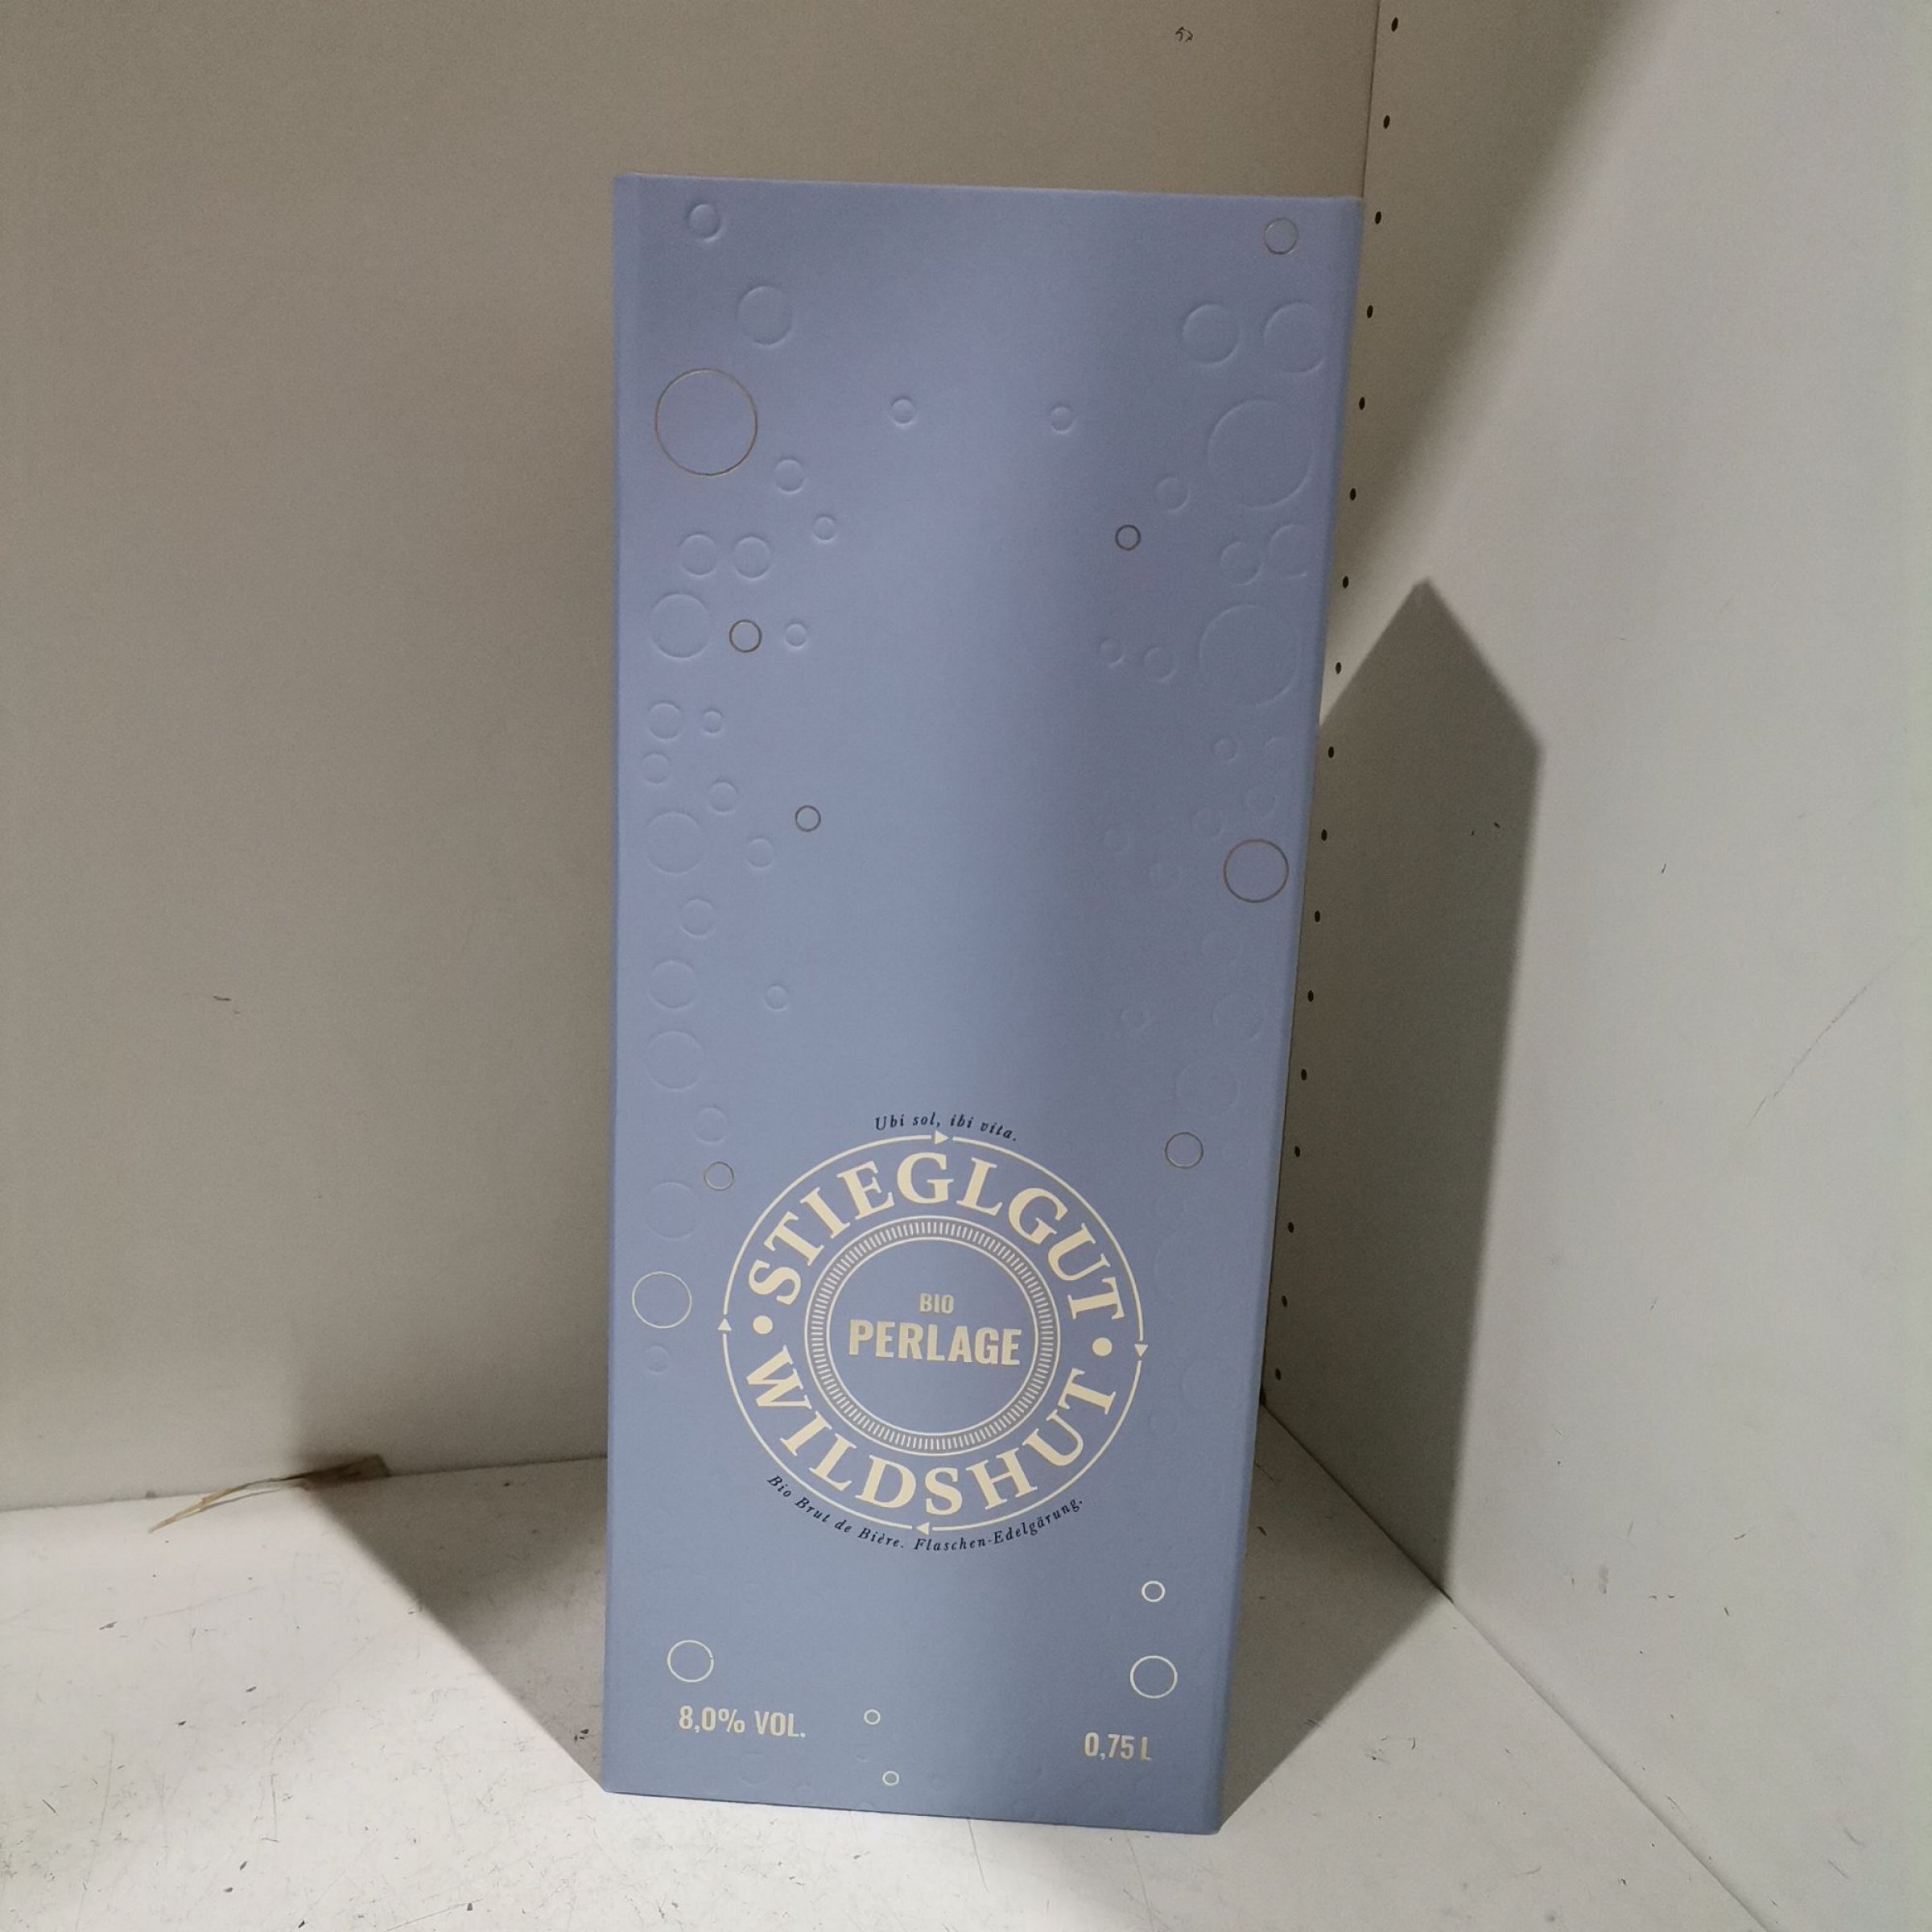 Ubi sol, ibi vita.
STIEGLGUT
BIO
PERLAGE
WILDSHUT
Bio Brut de Bière. Flaschen-Edelgärung.
8,0% VOL.
0,75 L